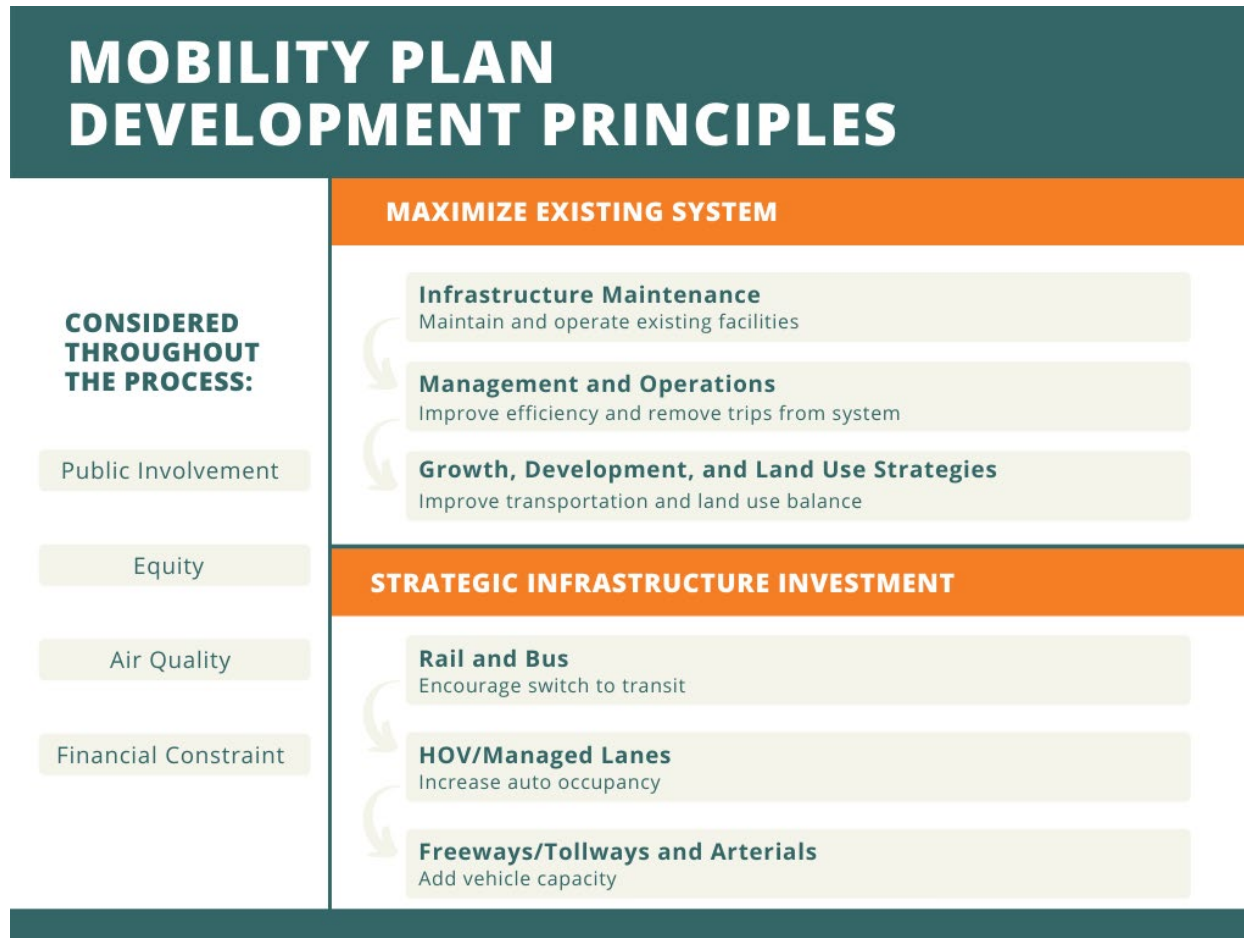 MOBILITY PLAN
DEVELOPMENT PRINCIPLES
CONSIDERED
THROUGHOUT
THE PROCESS:
Public Involvement
Equity
Air Quality
Financial Constraint
MAXIMIZE EXISTING SYSTEM
Infrastructure Maintenance
Maintain and operate existing facilities
Management and Operations
Improve efficiency and remove trips from system
Growth, Development, and Land Use Strategies
Improve transportation and land use balance
STRATEGIC INFRASTRUCTURE INVESTMENT
Rail and Bus
Encourage switch to transit
HOV/Managed Lanes
Increase auto occupancy
Freeways/Tollways and Arterials
Add vehicle capacity